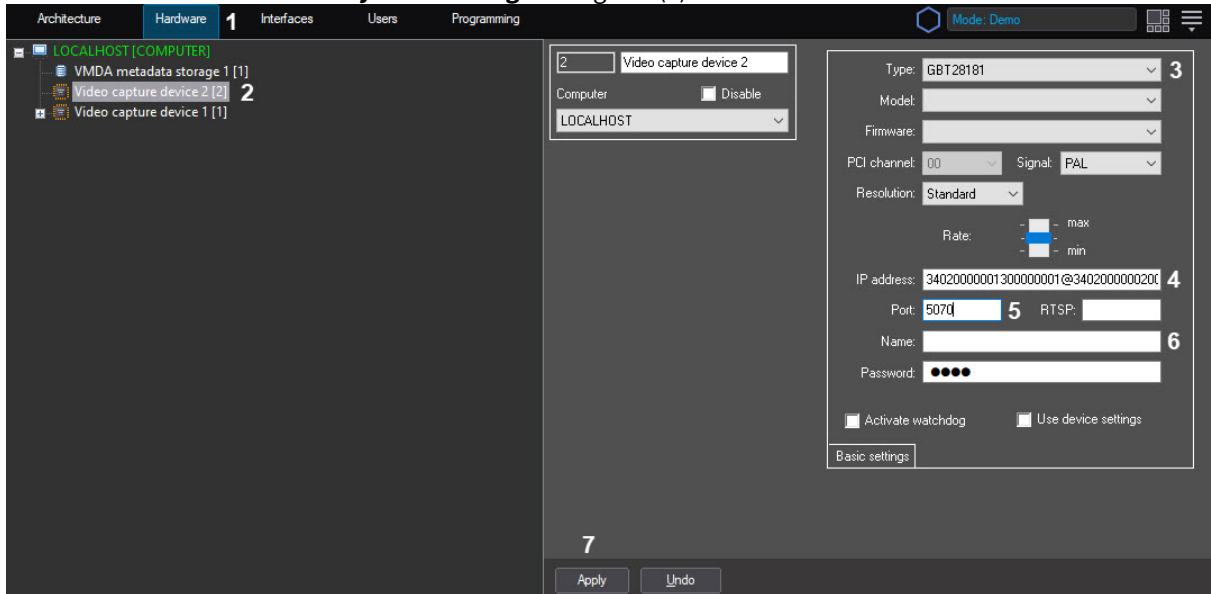 Architecture Hardware 1 Interfaces Users Programming Mode: Demo
LOCALHOST [COMPUTER]
VMDA metadata storage 1 [1]
Video capture device 2 [2] 2
Video capture device 1 [1]
2 Video capture device 2
Computer Disable
LOCALHOST
Type: GBT28181 3
Model:
Firmware:
PCI channel: 00 Signal: PAL
Resolution: Standard
max
Rate:
min
IP address: 34020000001300000001@3402000000200 4
Port: 5070 5 RTSP:
Name: 6
Password: ●●●●
Activate watchdog Use device settings
Basic settings
7
Apply Undo